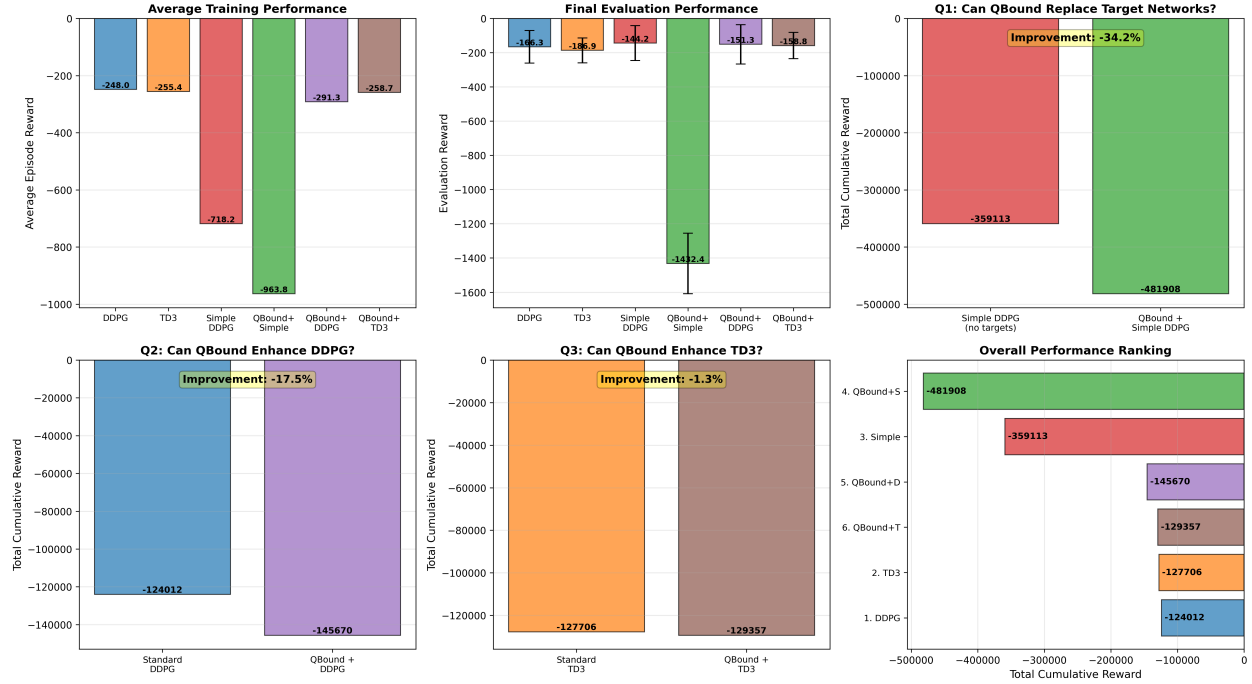 Average Training Performance
Average Episode Reward
0
−200
−400
−600
−800
−1000
-248.0
-255.4
-718.2
-963.8
-291.3
-258.7
DDPG
TD3
Simple
DDPG
QBound+
Simple
QBound+
DDPG
QBound+
TD3
Final Evaluation Performance
Evaluation Reward
0
−200
−400
−600
−800
−1000
−1200
−1400
−1600
-166.3
-186.9
-144.2
-1432.4
-151.3
-158.8
DDPG
TD3
Simple
DDPG
QBound+
Simple
QBound+
DDPG
QBound+
TD3
Q1: Can QBound Replace Target Networks?
Total Cumulative Reward
0
−100000
−200000
−300000
−400000
−500000
Improvement: -34.2%
-359113
-481908
Simple DDPG
(no targets)
QBound +
Simple DDPG
Q2: Can QBound Enhance DDPG?
Total Cumulative Reward
0
−20000
−40000
−60000
−80000
−100000
−120000
−140000
Improvement: -17.5%
-124012
-145670
Standard
DDPG
QBound +
DDPG
Q3: Can QBound Enhance TD3?
Total Cumulative Reward
0
−20000
−40000
−60000
−80000
−100000
−120000
Improvement: -1.3%
-127706
-129357
Standard
TD3
QBound +
TD3
Overall Performance Ranking
4. QBound+S
-481908
3. Simple
-359113
5. QBound+D
-145670
6. QBound+T
-129357
2. TD3
-127706
1. DDPG
-124012
−500000
−400000
−300000
−200000
−100000
0
Total Cumulative Reward